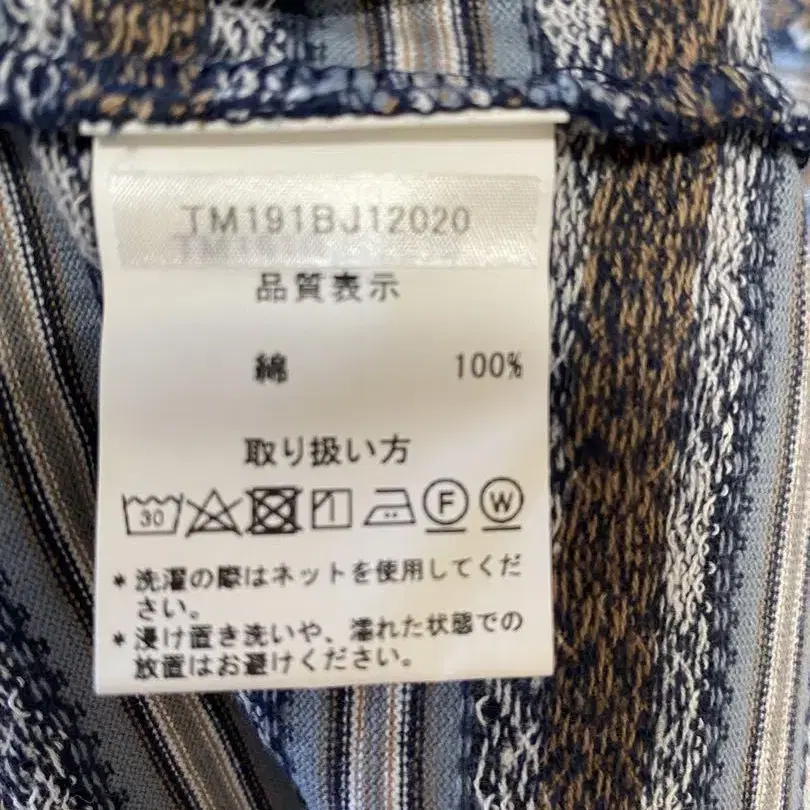 TM191BJ12020
品質表示
綿 100%
取り扱い方
30 F W
*洗濯の際はネットを使用してくだ
さい。
*浸け置き洗いや、濡れた状態での
放置はお避けください。